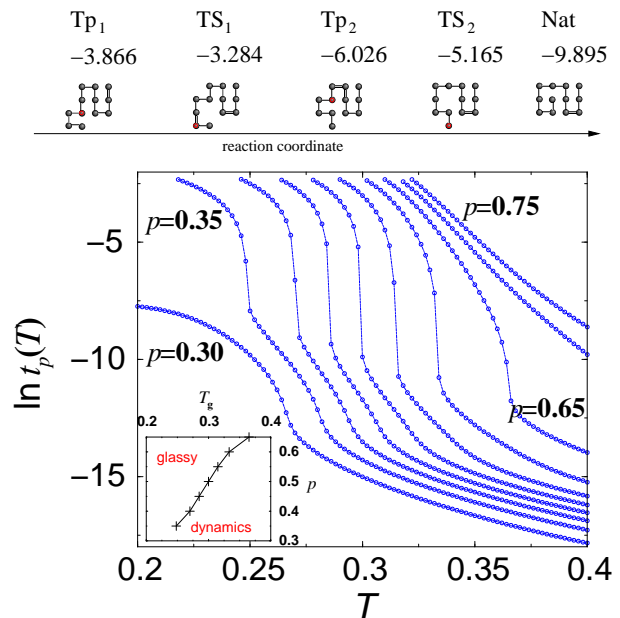 Tp1 TS1 Tp2 TS2 Nat
−3.866 −3.284 −6.026 −5.165 −9.895
reaction coordinate
p=0.75
p=0.35
−5
ln tp(T)
−10
p=0.30
p=0.65
Tg
0.2 0.3 0.4
glassy
0.6
0.5 p
−15
0.4
dynamics
0.3
0.2 0.25 0.3 0.35 0.4
T